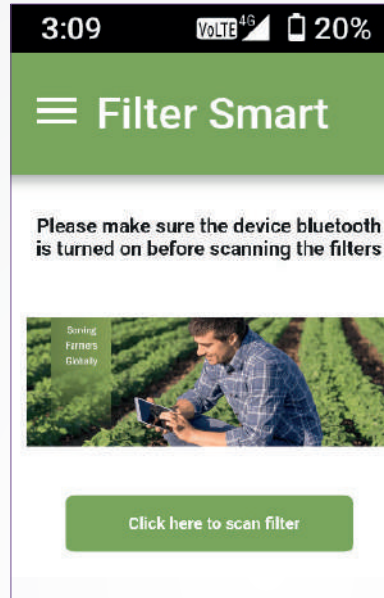 3:09 VoLTE 4G 20%
Filter Smart
Please make sure the device bluetooth
is turned on before scanning the filters
Serving
Farmers
Globally
Click here to scan filter